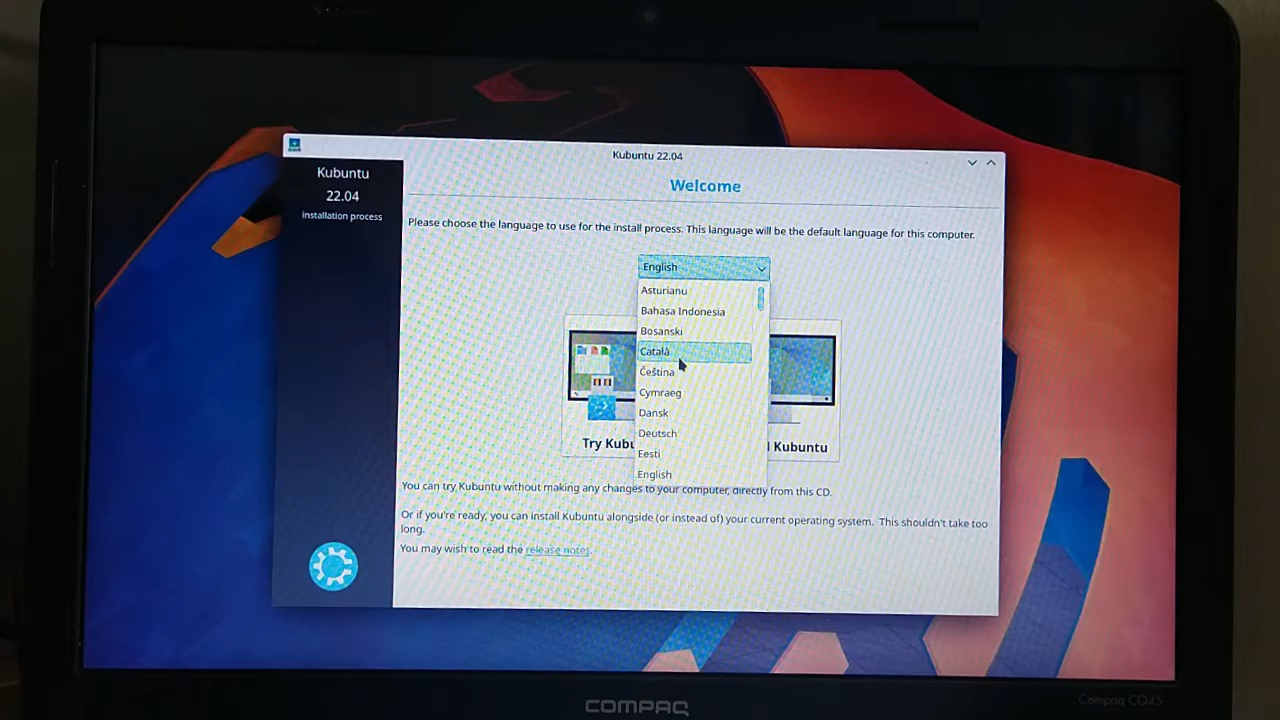 Kubuntu 22.04
Kubuntu
22.04
Installation process
Welcome
Please choose the language to use for the install process. This language will be the default language for this computer.
English
Asturianu
Bahasa Indonesia
Bosanski
Català
Čeština
Cymraeg
Dansk
Deutsch
Eesti
English
Try Kubu
l Kubuntu
You can try Kubuntu without making any changes to your computer, directly from this CD.
Or if you're ready, you can install Kubuntu alongside (or instead of) your current operating system. This shouldn't take too
long.
You may wish to read the release notes.
COMPAQ
Compaq CQ45